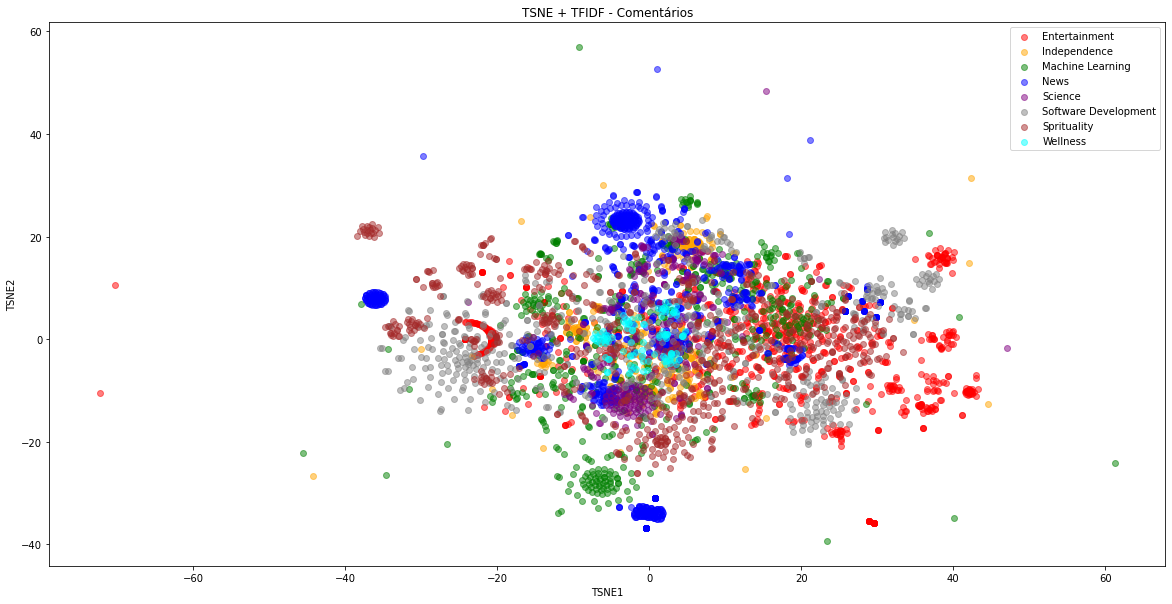 TSNE + TFIDF - Comentários
Entertainment
Independence
Machine Learning
News
Science
Software Development
Sprituality
Wellness
60
40
20
0
−20
−40
TSNE2
−60
−40
−20
0
20
40
60
TSNE1